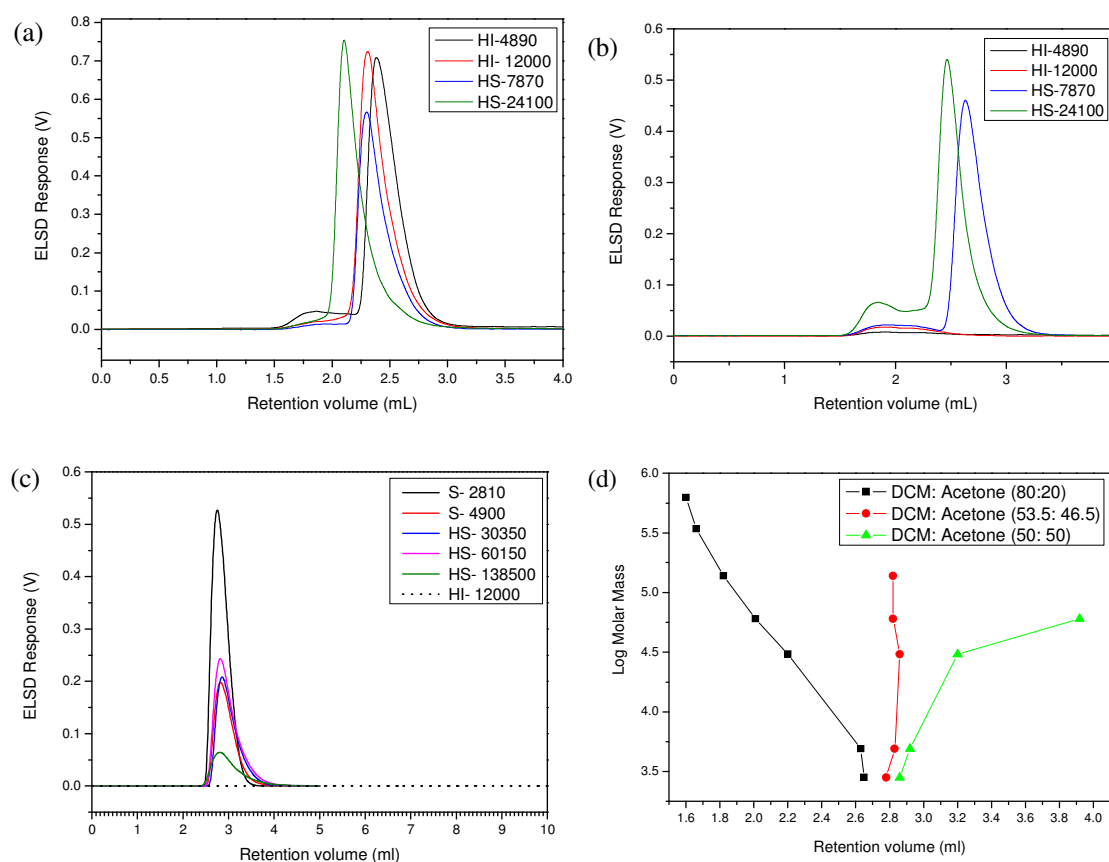 (a)
HI-4890
HI- 12000
HS-7870
HS-24100
ELSD Response (V)
0.8
0.7
0.6
0.5
0.4
0.3
0.2
0.1
0.0
0.0 0.5 1.0 1.5 2.0 2.5 3.0 3.5 4.0
Retention volume (mL)
(b)
HI-4890
HI-12000
HS-7870
HS-24100
ELSD Response (V)
0.6
0.5
0.4
0.3
0.2
0.1
0.0
0 1 2 3
Retention volume (mL)
(c)
S- 2810
S- 4900
HS- 30350
HS- 60150
HS- 138500
HI- 12000
ELSD Response (V)
0.6
0.5
0.4
0.3
0.2
0.1
0.0
0 1 2 3 4 5 6 7 8 9 10
Retention volume (ml)
(d)
DCM: Acetone (80:20)
DCM: Acetone (53.5: 46.5)
DCM: Acetone (50: 50)
Log Molar Mass
6.0
5.5
5.0
4.5
4.0
3.5
1.6 1.8 2.0 2.2 2.4 2.6 2.8 3.0 3.2 3.4 3.6 3.8 4.0
Retention volume (ml)